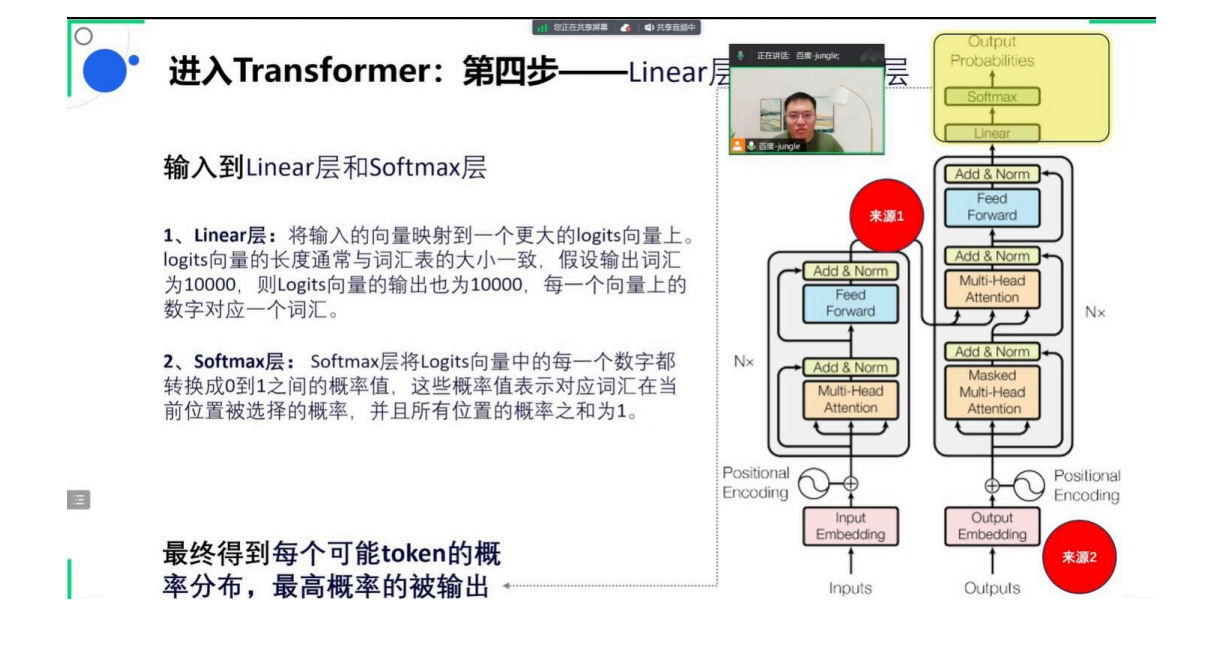 您正在共享屏幕 共享音频中
进入Transformer：第四步——Linear层 层
正在讲话: 百度-jungle;
百度-jungle
输入到Linear层和Softmax层
1、Linear层：将输入的向量映射到一个更大的logits向量上。
logits向量的长度通常与词汇表的大小一致，假设输出词汇
为10000，则Logits向量的输出也为10000，每一个向量上的
数字对应一个词汇。
2、Softmax层： Softmax层将Logits向量中的每一个数字都
转换成0到1之间的概率值，这些概率值表示对应词汇在当
前位置被选择的概率，并且所有位置的概率之和为1。
最终得到每个可能token的概
率分布，最高概率的被输出
Output
Probabilities
Softmax
Linear
Add & Norm
Feed
Forward
来源1
Add & Norm
Multi-Head
Attention
Add & Norm
Feed
Forward
N×
N×
Add & Norm
Masked
Multi-Head
Attention
Add & Norm
Multi-Head
Attention
Positional
Encoding
Positional
Encoding
Input
Embedding
Output
Embedding
来源2
Inputs
Outputs